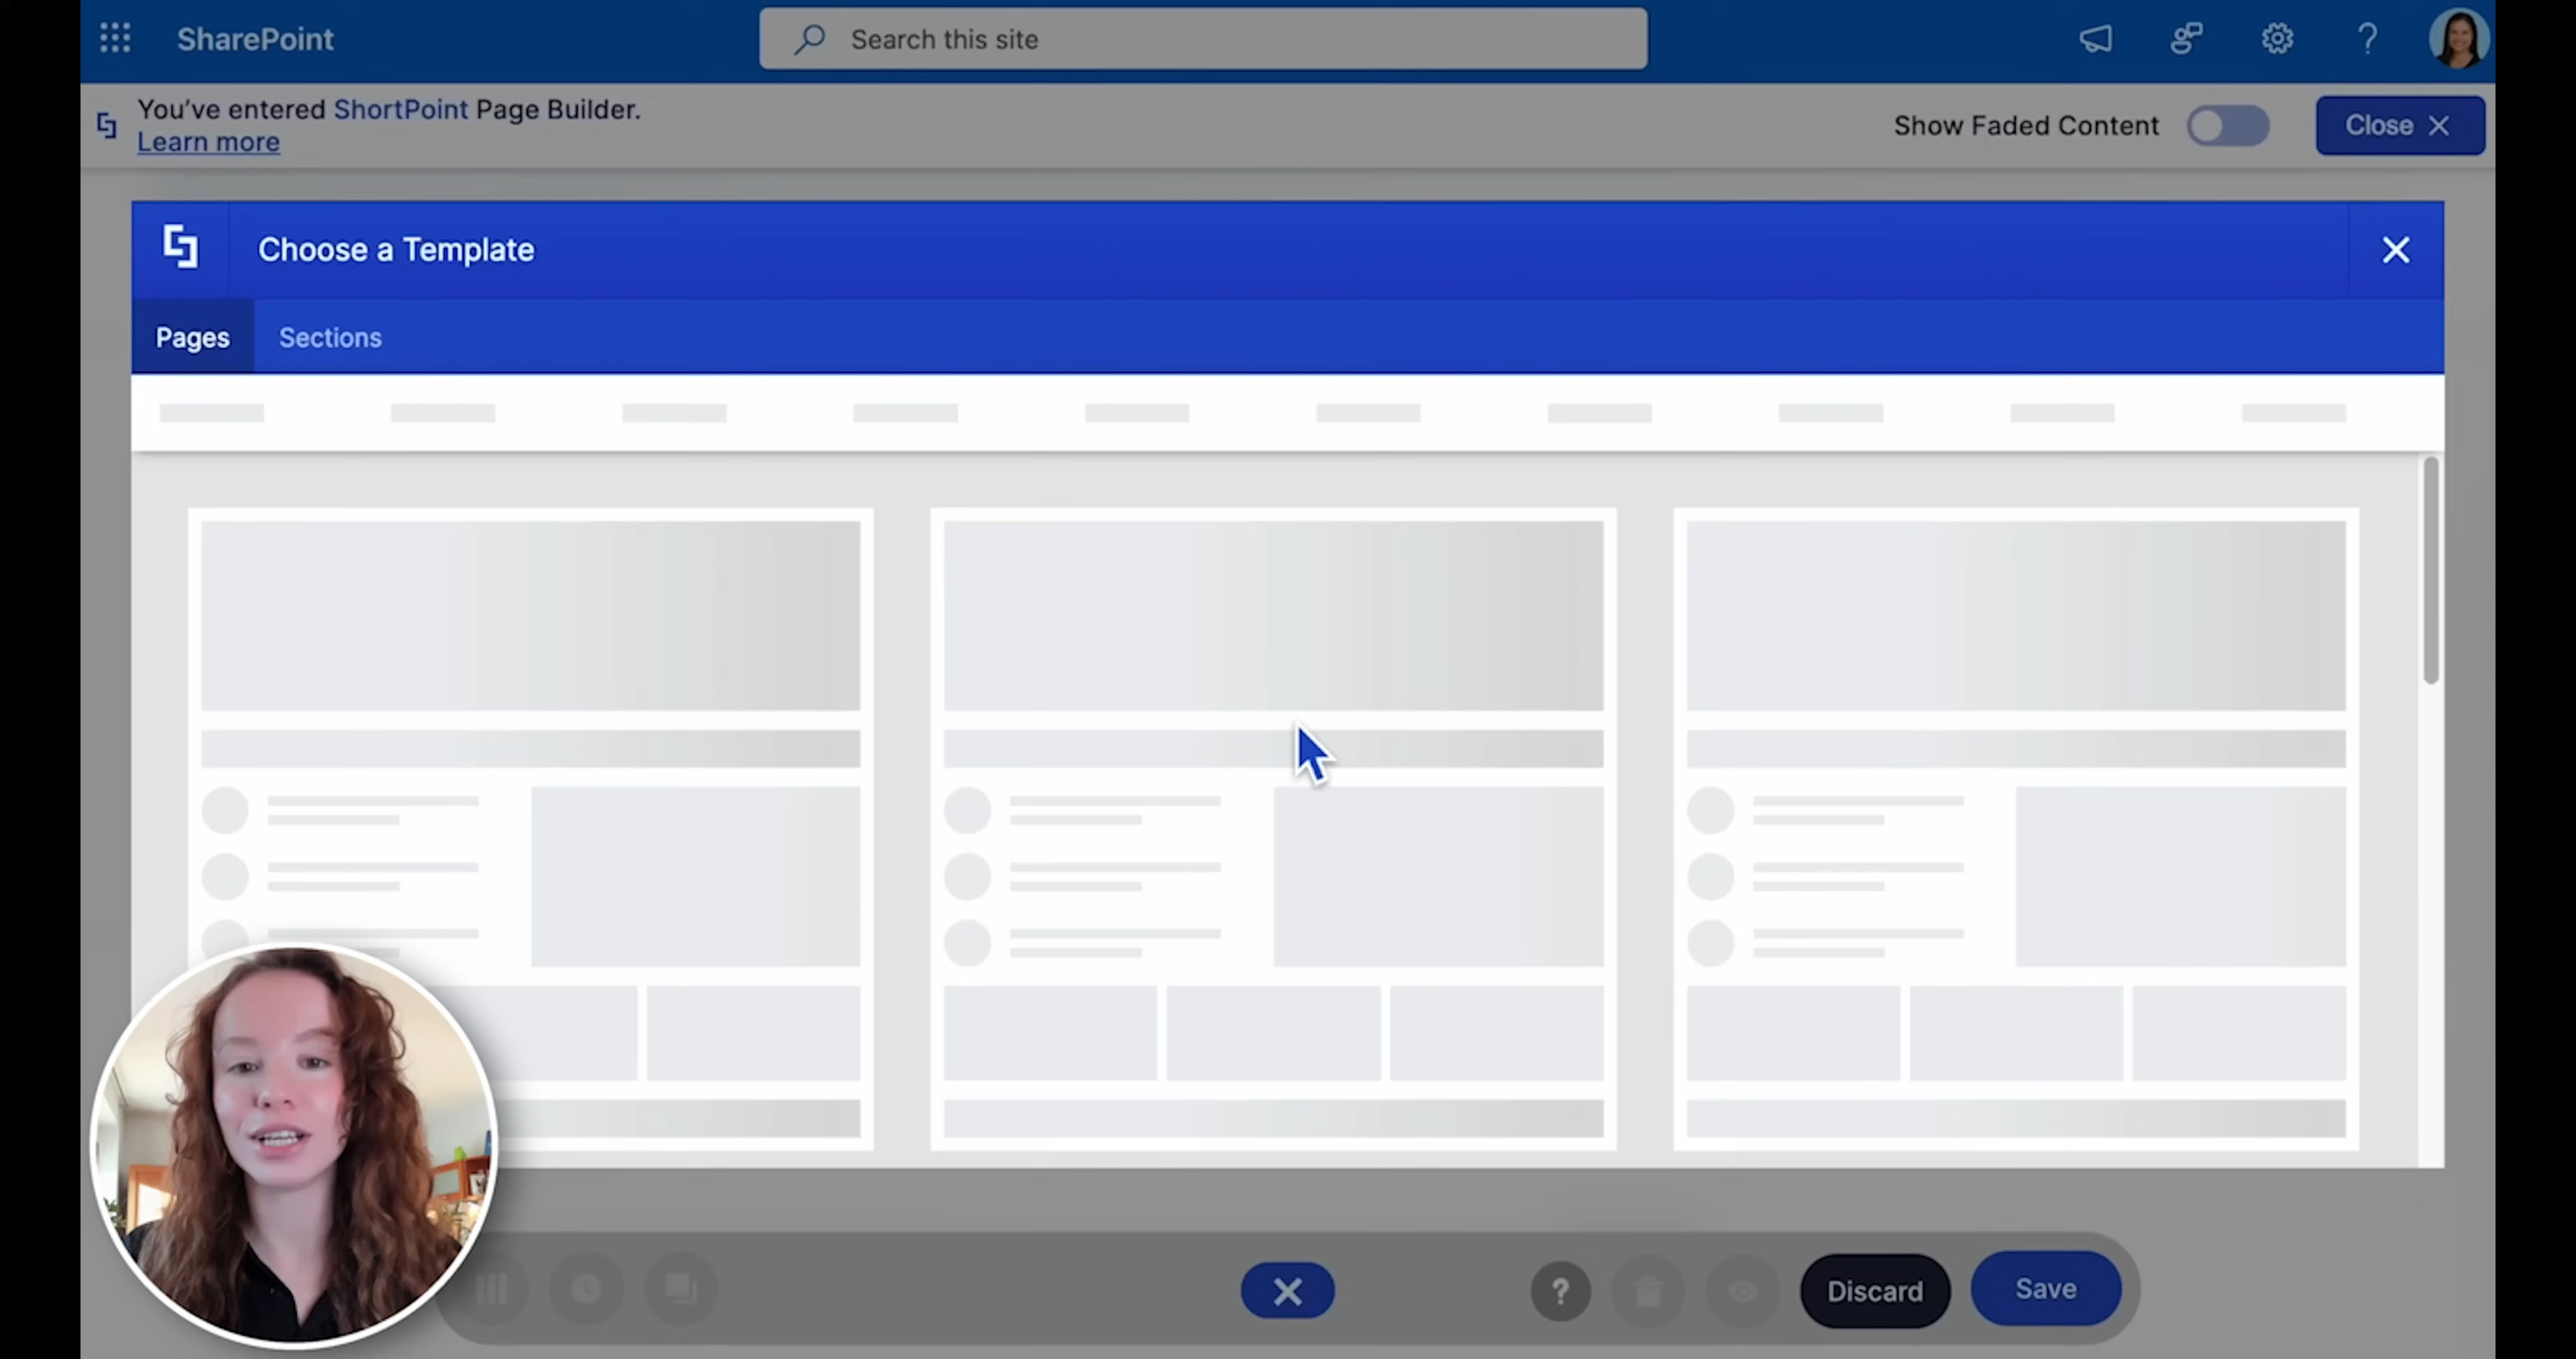 SharePoint
Search this site
You've entered ShortPoint Page Builder.
Learn more
Show Faded Content
Close
Choose a Template
Pages
Sections
?
Discard
Save